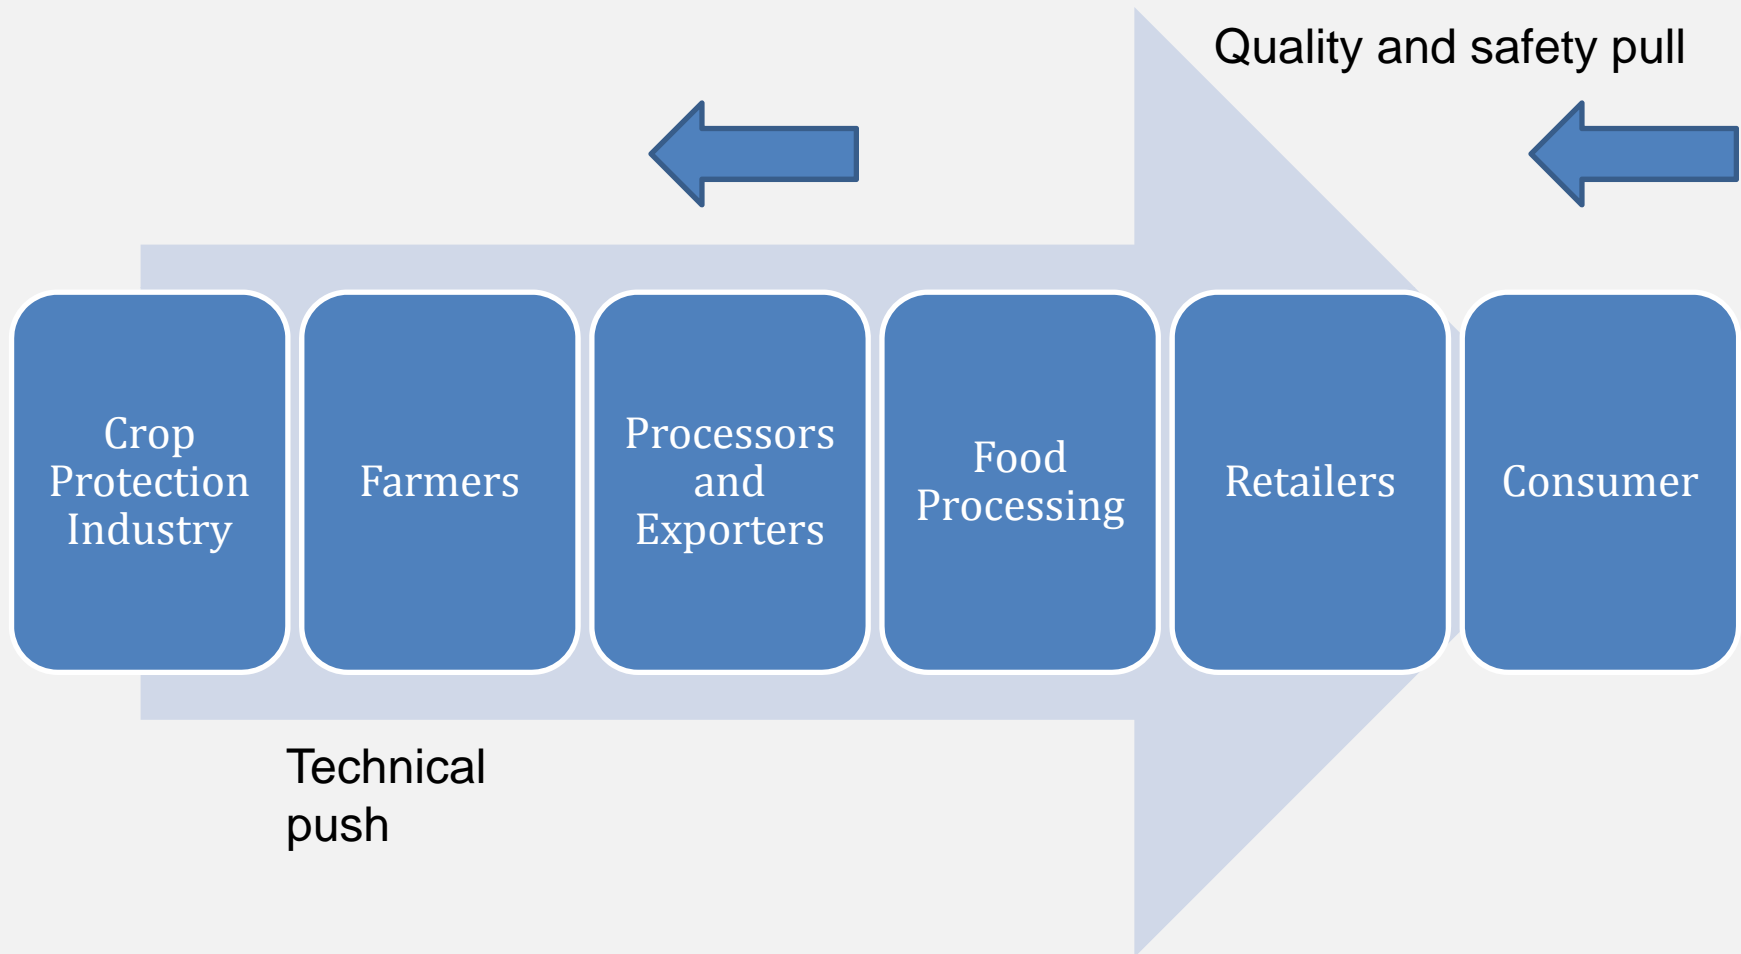 Quality and safety pull
Crop
Protection
Industry
Farmers
Processors
and
Exporters
Food
Processing
Retailers
Consumer
Technical
push